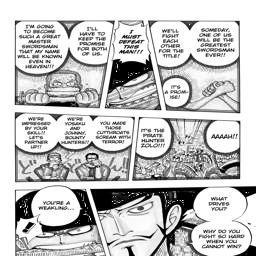 SOMEDAY,
ONE OF US
WILL BE THE
GREATEST
SWORDSMAN
EVER!!
WE'LL
FIGHT
EACH
OTHER
FOR THE
TITLE!
IT'S A
PROM-
ISE!
I
MUST
DEFEAT
THIS
MAN!!!
I'LL
HAVE TO
KEEP THE
PROMISE
FOR BOTH
OF US.
I'M GOING
TO BECOME
SUCH A GREAT
MASTER
SWORDSMAN
THAT MY NAME
WILL BE KNOWN
EVEN IN
HEAVEN!!!
AAAAH!!
IT'S THE
PIRATE
HUNTER
ZOLO!!!
YOU MADE
THOSE
CUTTHROATS
SCREAM WITH
TERROR!
WE'RE
YOSAKU
AND
JOHNNY,
BOUNTY
HUNTERS!!
WE'RE
IMPRESSED
BY YOUR
SKILL!!
LET'S
PARTNER
UP!!
WHAT
DRIVES
YOU?
WHY DO YOU
FIGHT SO HARD
WHEN YOU
CANNOT WIN?
YOU'RE A
WEAKLING...